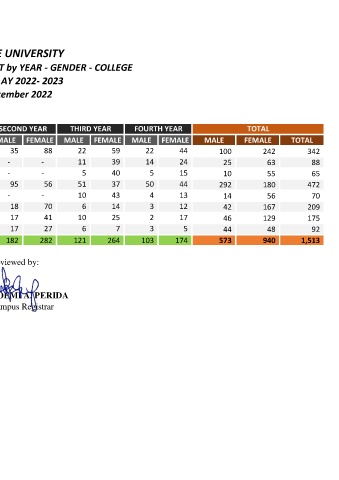 E UNIVERSITY
T by YEAR - GENDER - COLLEGE
AY 2022- 2023
cember 2022
SECOND YEAR THIRD YEAR FOURTH YEAR TOTAL
MALE FEMALE MALE FEMALE MALE FEMALE MALE FEMALE TOTAL
35 88 22 59 22 44 100 242 342
- - 11 39 14 24 25 63 88
- - 5 40 5 15 10 55 65
95 56 51 37 50 44 292 180 472
- - 10 43 4 13 14 56 70
18 70 6 14 3 12 42 167 209
17 41 10 25 2 17 46 129 175
17 27 6 7 3 5 44 48 92
182 282 121 264 103 174 573 940 1,513
viewed by:
PERIDA
mpus Registrar